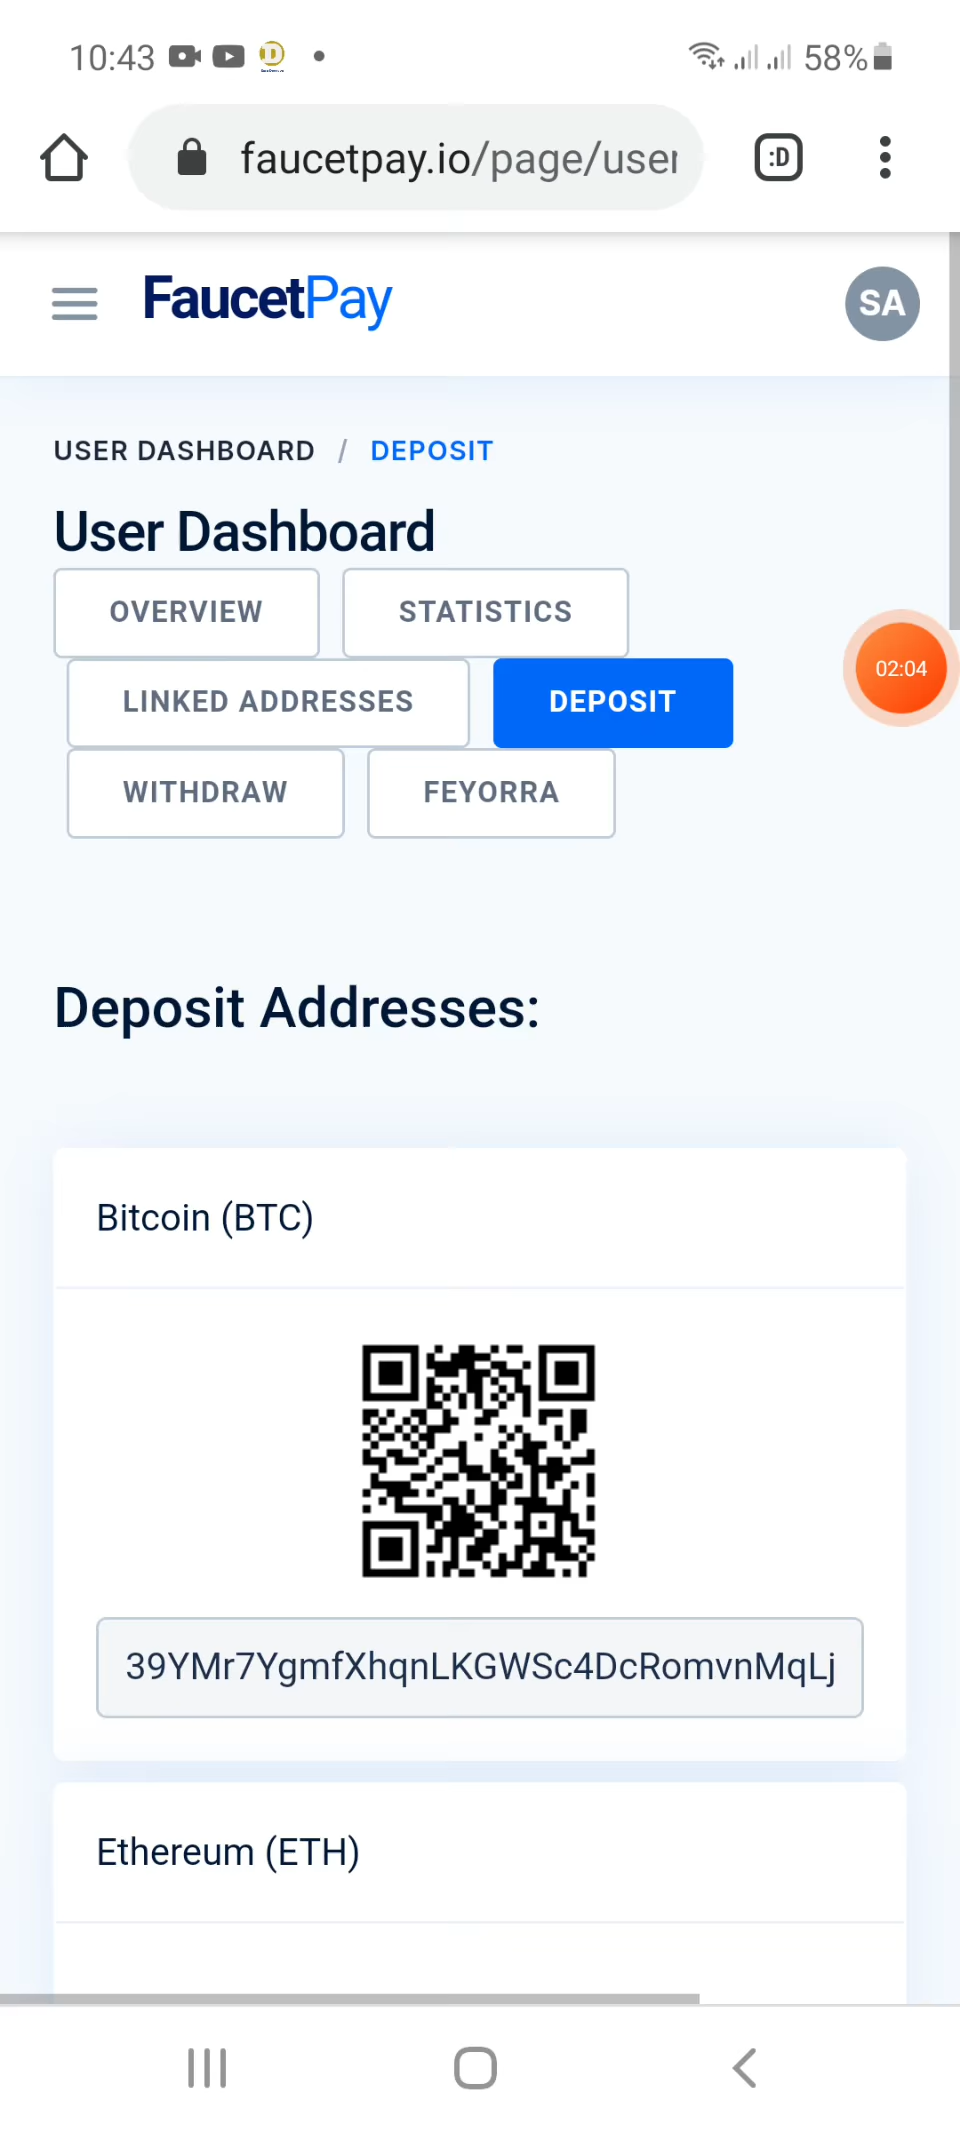 10:43
58%
faucetpay.io/page/user
:D
FaucetPay
SA
USER DASHBOARD / DEPOSIT
User Dashboard
OVERVIEW
STATISTICS
02:04
LINKED ADDRESSES
DEPOSIT
WITHDRAW
FEYORRA
Deposit Addresses:
Bitcoin (BTC)
39YMr7YgmfXhqnLKGWSc4DcRomvnMqLj
Ethereum (ETH)